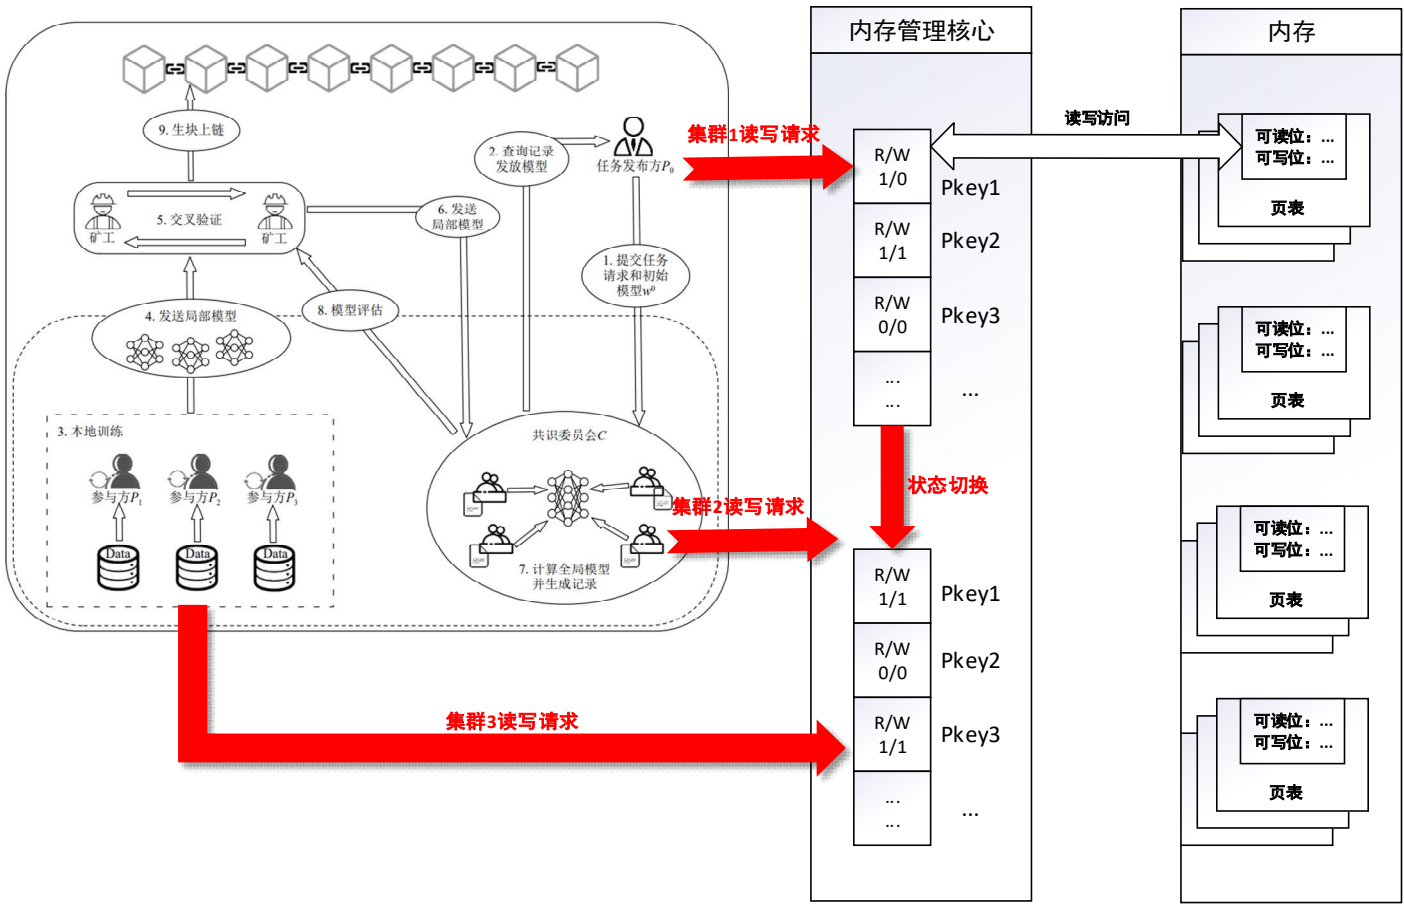 9. 生块上链
矿工
5. 交叉验证
矿工
2. 查询记录
发放模型
任务发布方P₀
6. 发送
局部模型
1. 提交任务
请求和初始
模型w⁰
8. 模型评估
4. 发送局部模型
3. 本地训练
参与方P₁
参与方P₂
参与方P₃
Data
Data
Data
共识委员会C
7. 计算全局模型
并生成记录
集群1读写请求
集群2读写请求
集群3读写请求
内存管理核心
R/W
1/0
Pkey1
R/W
1/1
Pkey2
R/W
0/0
Pkey3
...
...
...
状态切换
R/W
1/1
Pkey1
R/W
0/0
Pkey2
R/W
1/1
Pkey3
...
...
...
读写访问
内存
可读位：...
可写位：...
页表
可读位：...
可写位：...
页表
可读位：...
可写位：...
页表
可读位：...
可写位：...
页表